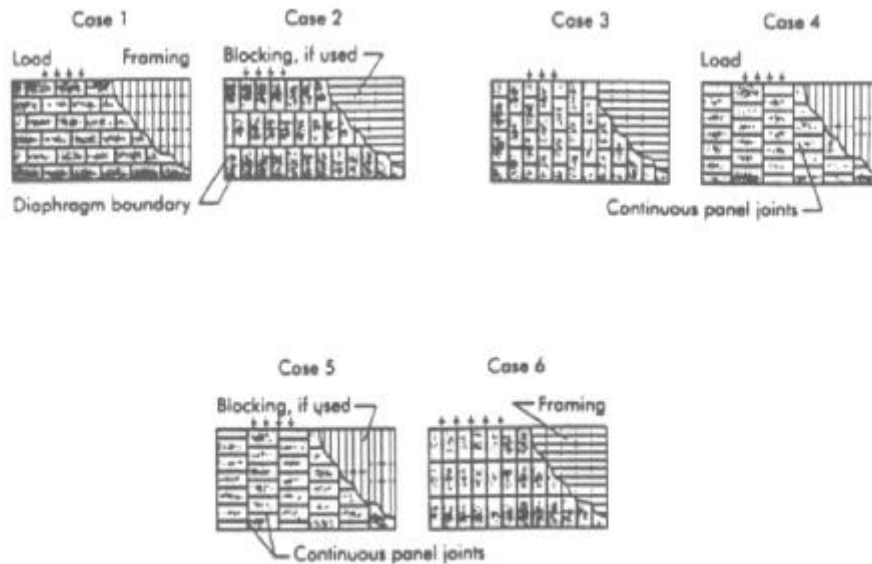 Case 1
Case 2
Case 3
Case 4
Load
Framing
Blocking, if used
Load
Diaphragm boundary
Continuous panel joints
Case 5
Case 6
Blocking, if used
Framing
Continuous panel joints